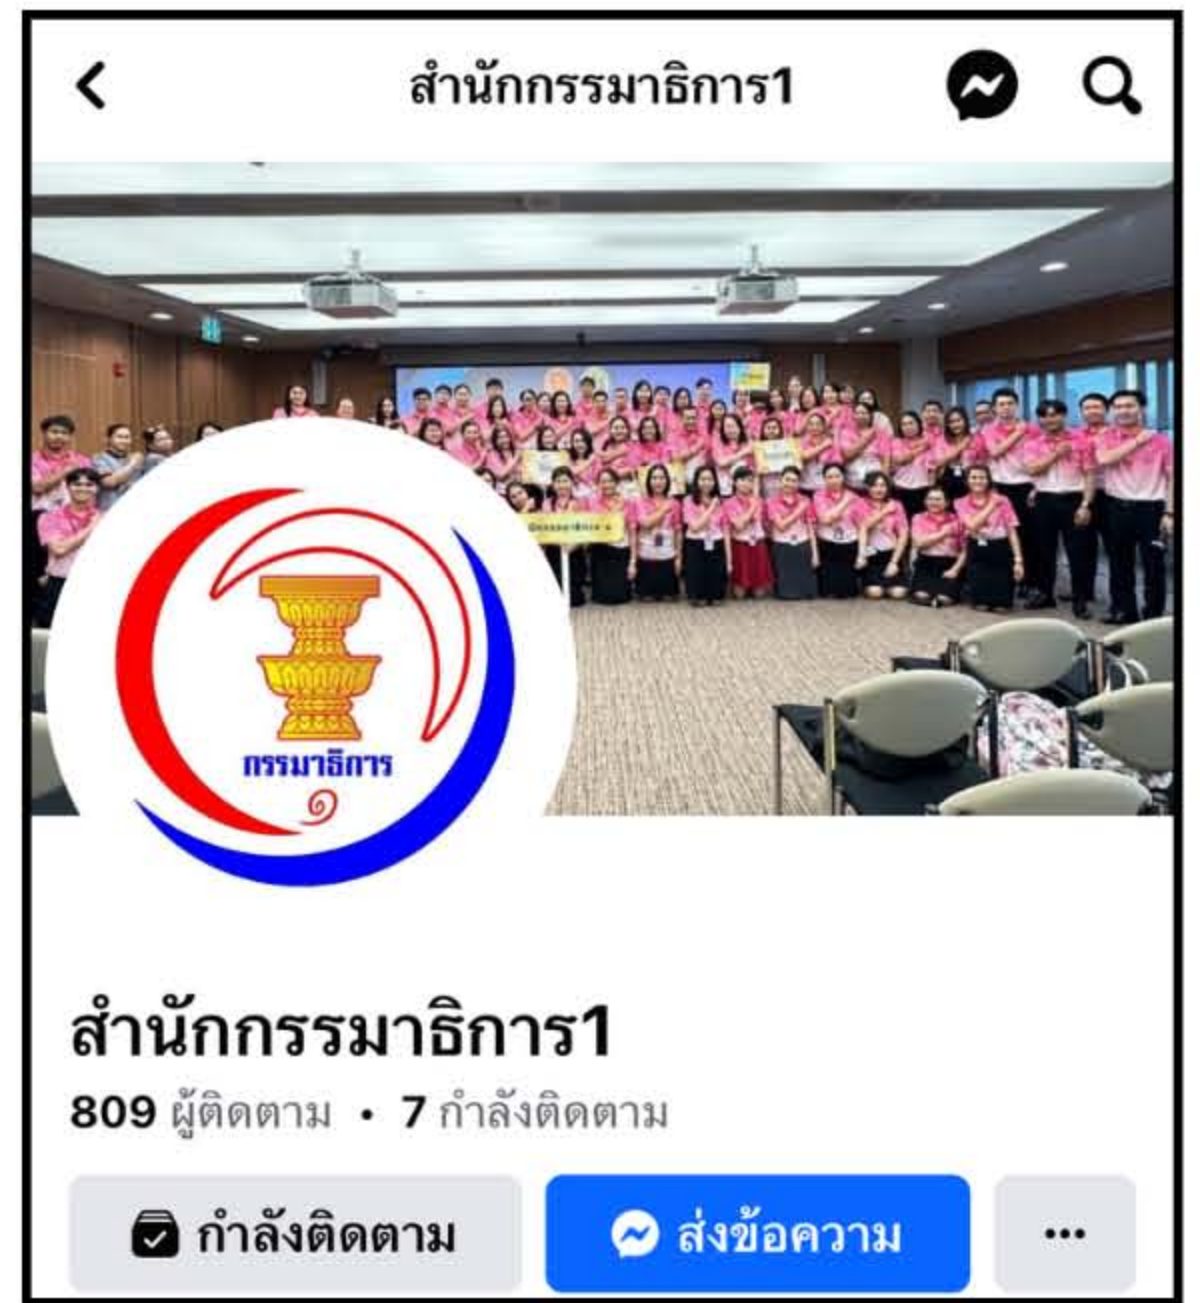 สำนักกรรมาธิการ1
กรรมาธิการ
๑
สำนักกรรมาธิการ1
809 ผู้ติดตาม • 7 กำลังติดตาม
กำลังติดตาม
ส่งข้อความ